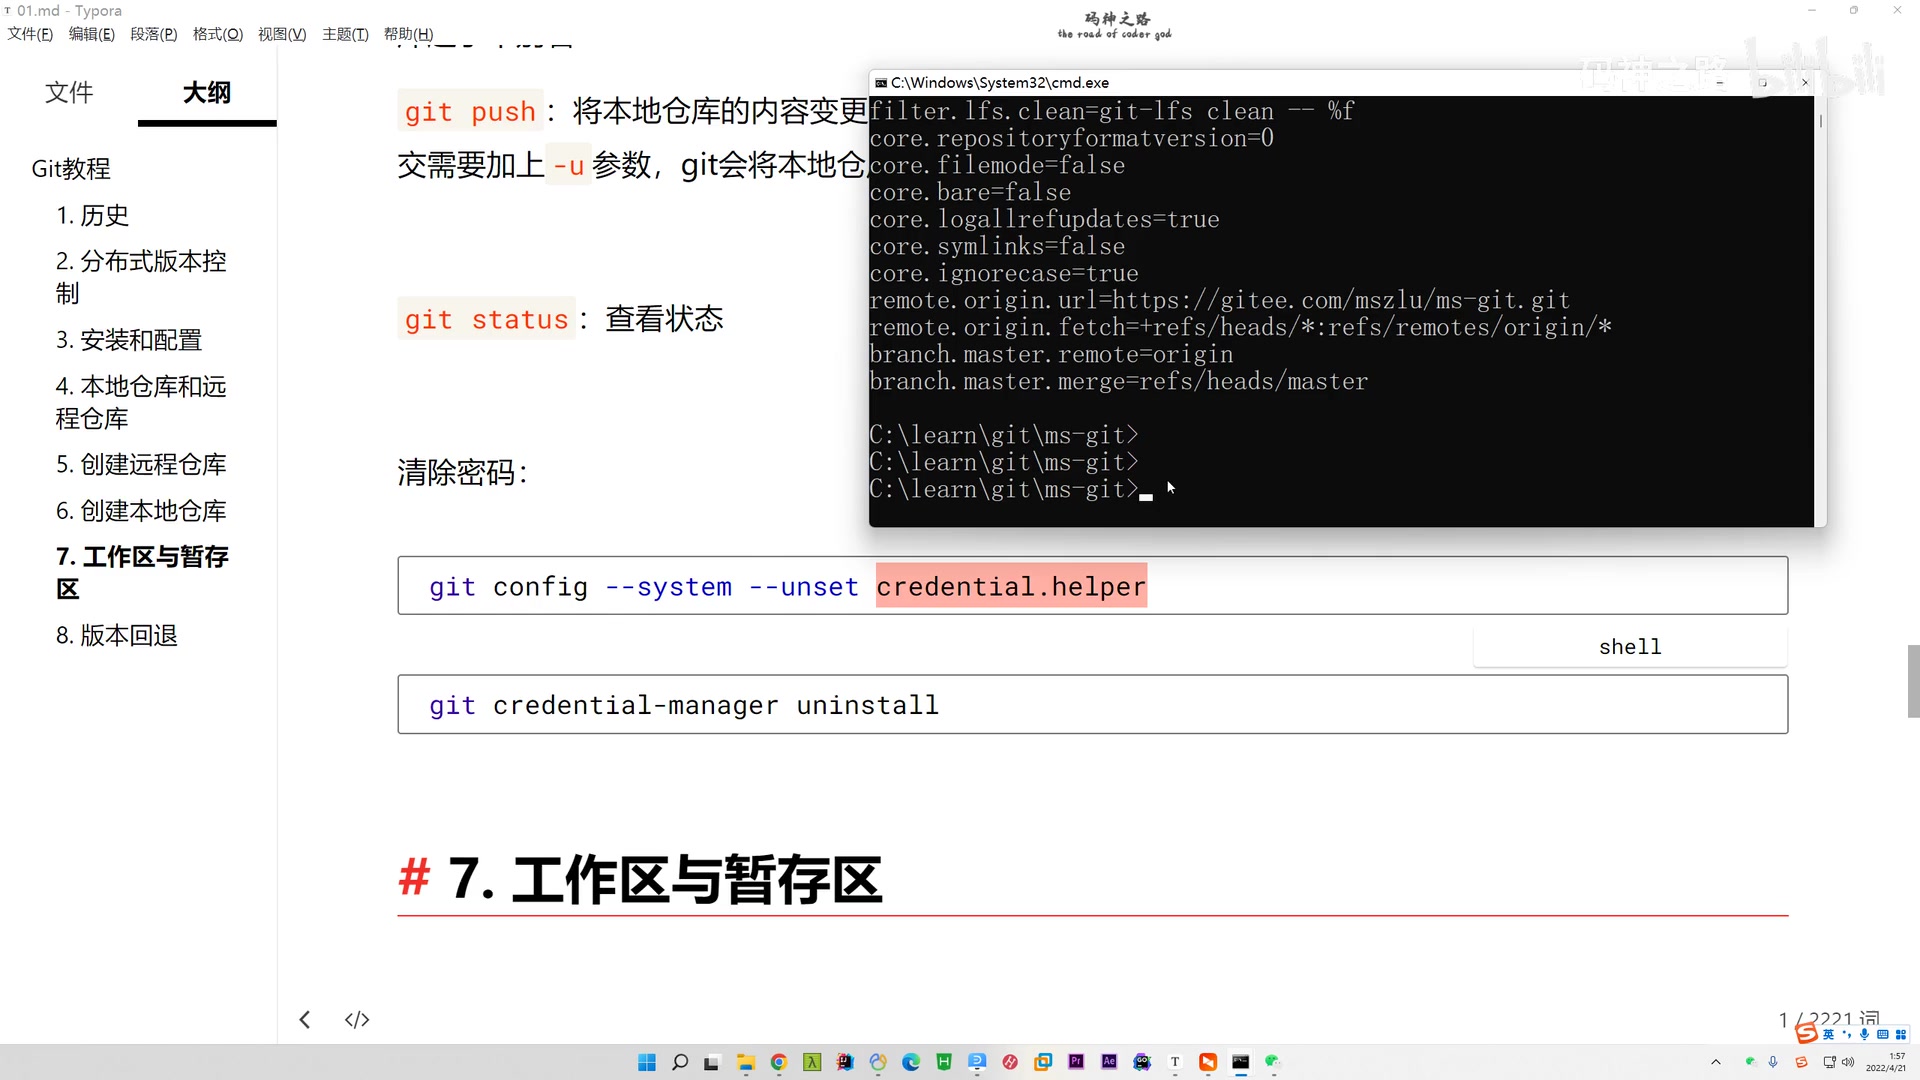 01.md - Typora
文件(F) 编辑(E) 段落(P) 格式(O) 视图(V) 主题(T) 帮助(H)
码神之路
the road of coder god
码神之路 bilibili
文件 大纲
Git教程
1. 历史
2. 分布式版本控
制
3. 安装和配置
4. 本地仓库和远
程仓库
5. 创建远程仓库
6. 创建本地仓库
7. 工作区与暂存
区
8. 版本回退
git push：将本地仓库的内容变更
交需要加上-u参数，git会将本地仓
git status：查看状态
清除密码：
C:\Windows\System32\cmd.exe
filter.lfs.clean=git-lfs clean -- %f
core.repositoryformatversion=0
core.filemode=false
core.bare=false
core.logallrefupdates=true
core.symlinks=false
core.ignorecase=true
remote.origin.url=https://gitee.com/mszlu/ms-git.git
remote.origin.fetch=+refs/heads/*:refs/remotes/origin/*
branch.master.remote=origin
branch.master.merge=refs/heads/master
C:\learn\git\ms-git>
C:\learn\git\ms-git>
C:\learn\git\ms-git>
git config --system --unset credential.helper
shell
git credential-manager uninstall
# 7. 工作区与暂存区
1 / 2221 词
英
1:57
2022/4/21